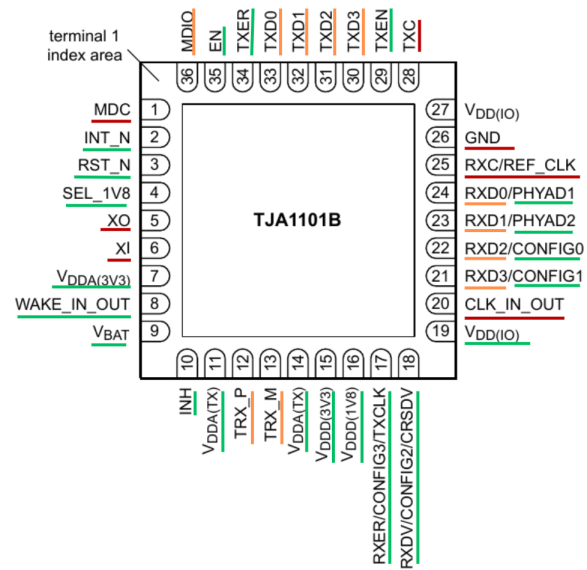 terminal 1
index area
MDIO
EN
TXER
TXD0
TXD1
TXD2
TXD3
TXEN
TXC
36
35
34
33
32
31
30
29
28
MDC 1
INT_N 2
RST_N 3
SEL_1V8 4
XO 5
XI 6
VDDA(3V3) 7
WAKE_IN_OUT 8
VBAT 9
TJA1101B
27 VDD(IO)
26 GND
25 RXC/REF_CLK
24 RXD0/PHYAD1
23 RXD1/PHYAD2
22 RXD2/CONFIG0
21 RXD3/CONFIG1
20 CLK_IN_OUT
19 VDD(IO)
10
11
12
13
14
15
16
17
18
INH
VDDA(TX)
TRX_P
TRX_M
VDDA(TX)
VDDD(3V3)
VDDD(1V8)
RXER/CONFIG3/TXCLK
RXDV/CONFIG2/CRSDV